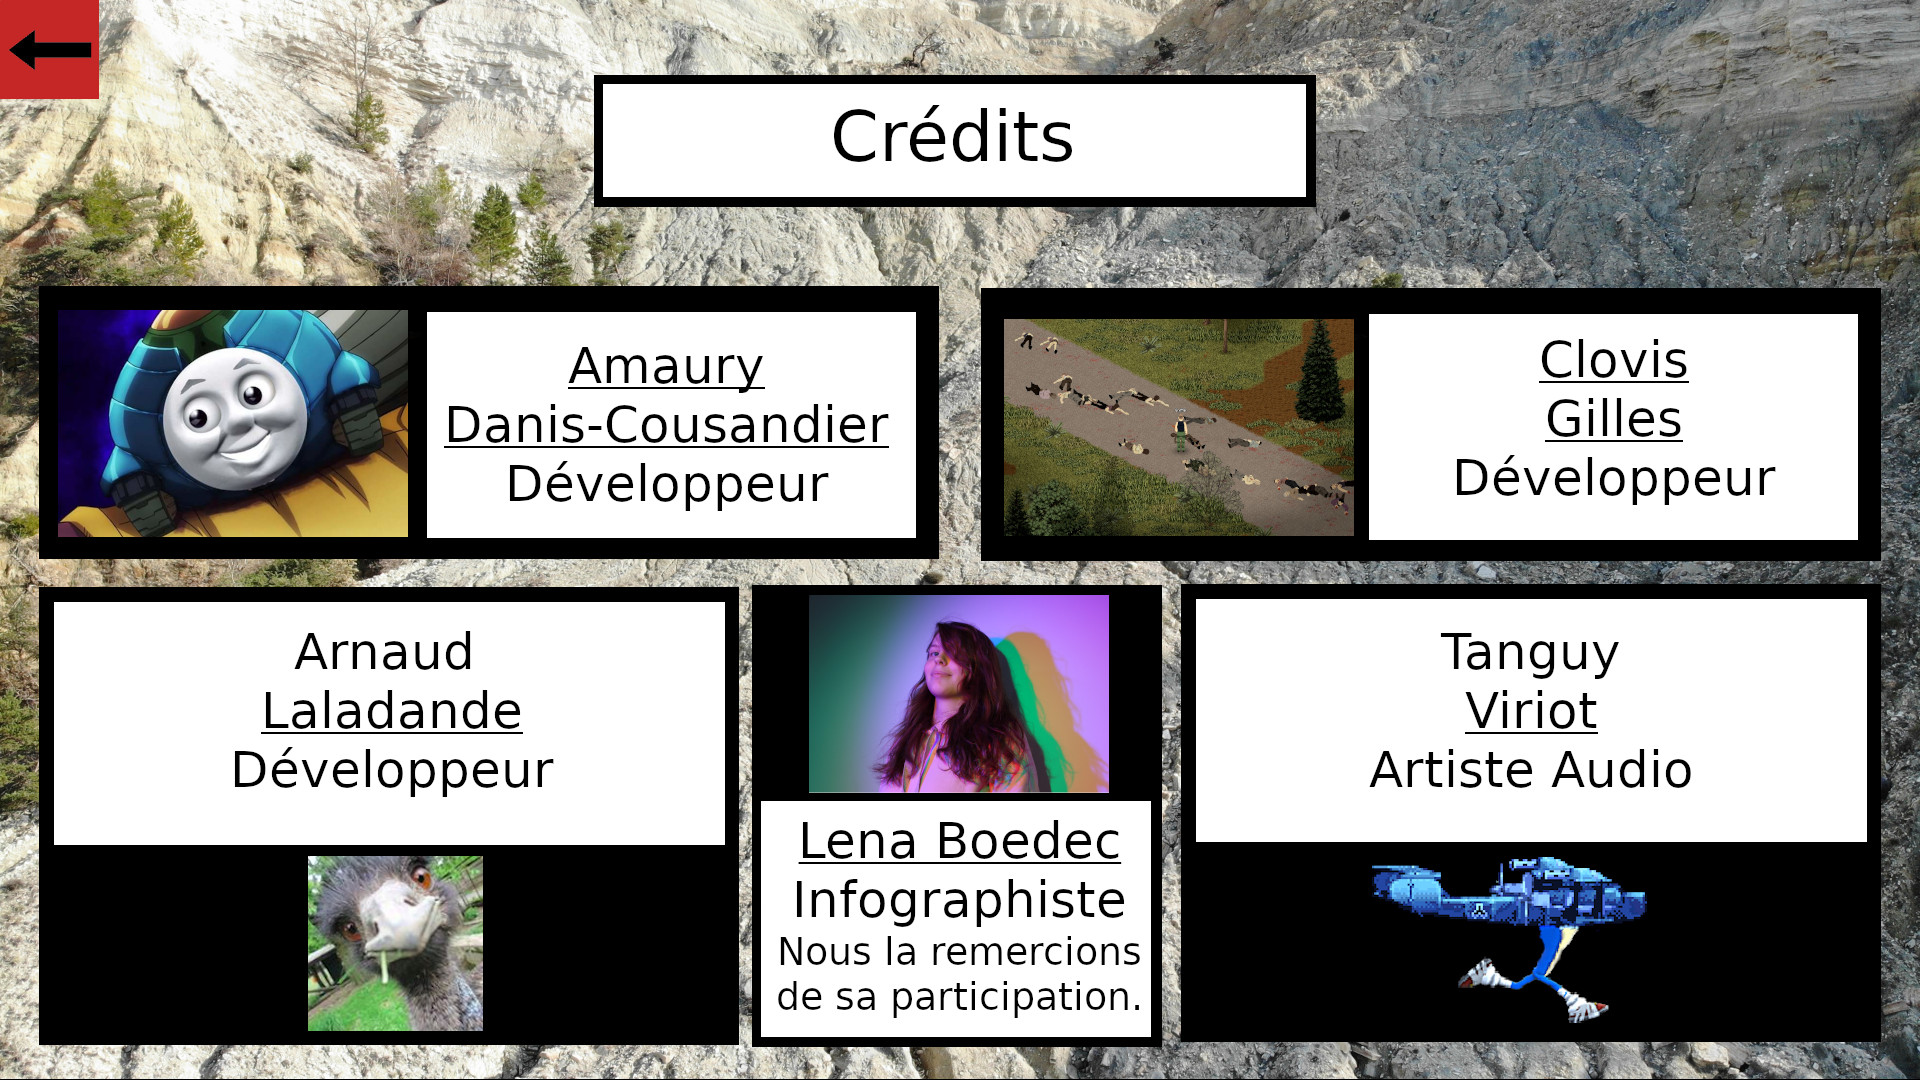 Crédits
Amaury
Danis-Cousandier
Développeur
Clovis
Gilles
Développeur
Arnaud
Laladande
Développeur
Lena Boedec
Infographiste
Nous la remercions
de sa participation.
Tanguy
Viriot
Artiste Audio